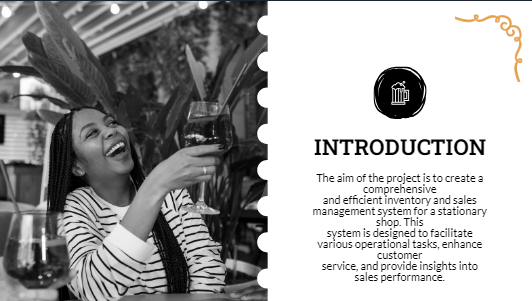 INTRODUCTION
The aim of the project is to create a
comprehensive
and efficient inventory and sales
management system for a stationary
shop. This
system is designed to facilitate
various operational tasks, enhance
customer
service, and provide insights into
sales performance.